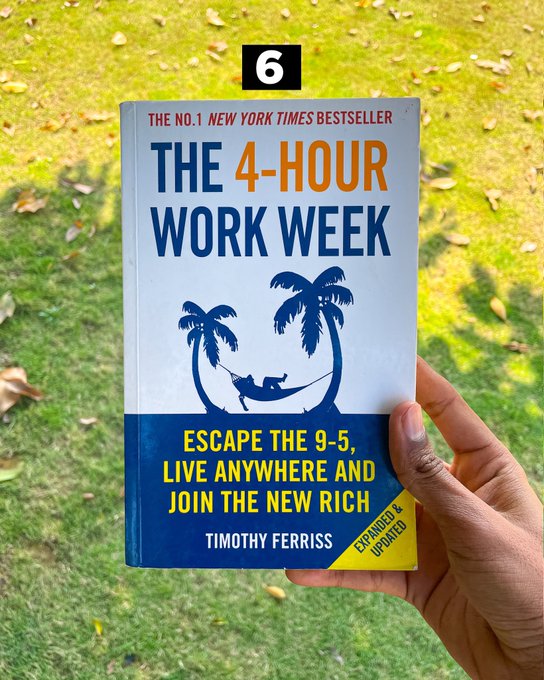 6
THE NO.1 NEW YORK TIMES BESTSELLER
THE 4-HOUR
WORK WEEK
ESCAPE THE 9-5,
LIVE ANYWHERE AND
JOIN THE NEW RICH
TIMOTHY FERRISS
EXPANDED &
UPDATED